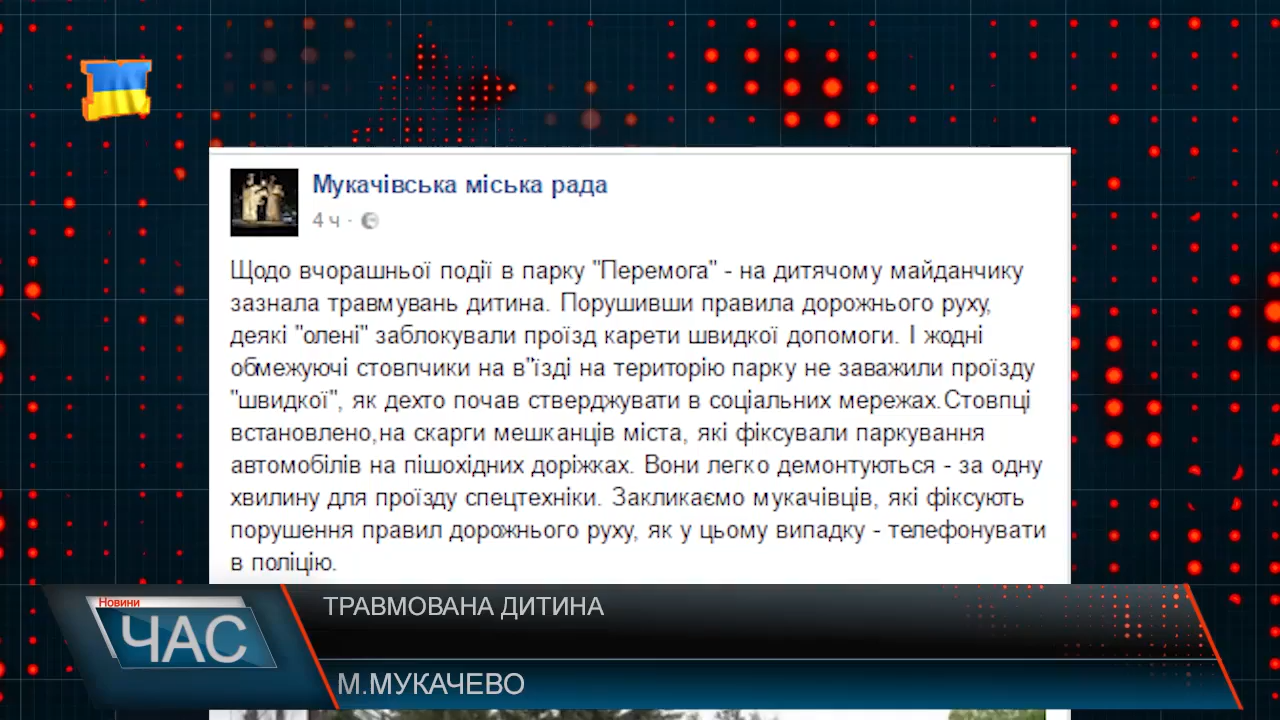 Мукачівська міська рада
4 ч ·
Щодо вчорашньої події в парку "Перемога" - на дитячому майданчику
зазнала травмувань дитина. Порушивши правила дорожнього руху,
деякі "олені" заблокували проїзд карети швидкої допомоги. І жодні
обмежуючі стовпчики на в"їзді на територію парку не заважили проїзду
"швидкої", як дехто почав стверджувати в соціальних мережах.Стовпці
встановлено,на скарги мешканців міста, які фіксували паркування
автомобілів на пішохідних доріжках. Вони легко демонтуються - за одну
хвилину для проїзду спецтехніки. Закликаємо мукачівців, які фіксують
порушення правил дорожнього руху, як у цьому випадку - телефонувати
в поліцію.
Новини
ЧАС
ТРАВМОВАНА ДИТИНА
М.МУКАЧЕВО